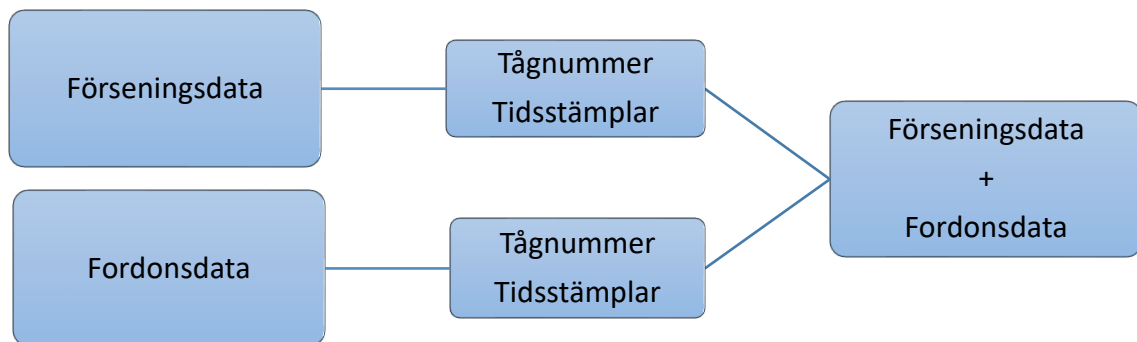 Förseningsdata
Tågnummer
Tidsstämplar
Fordonsdata
Tågnummer
Tidsstämplar
Förseningsdata
+
Fordonsdata